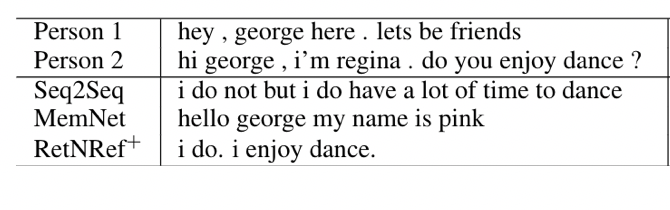 Person 1 hey , george here . lets be friends
Person 2 hi george , i'm regina . do you enjoy dance ?
Seq2Seq i do not but i do have a lot of time to dance
MemNet hello george my name is pink
RetNRef+ i do. i enjoy dance.